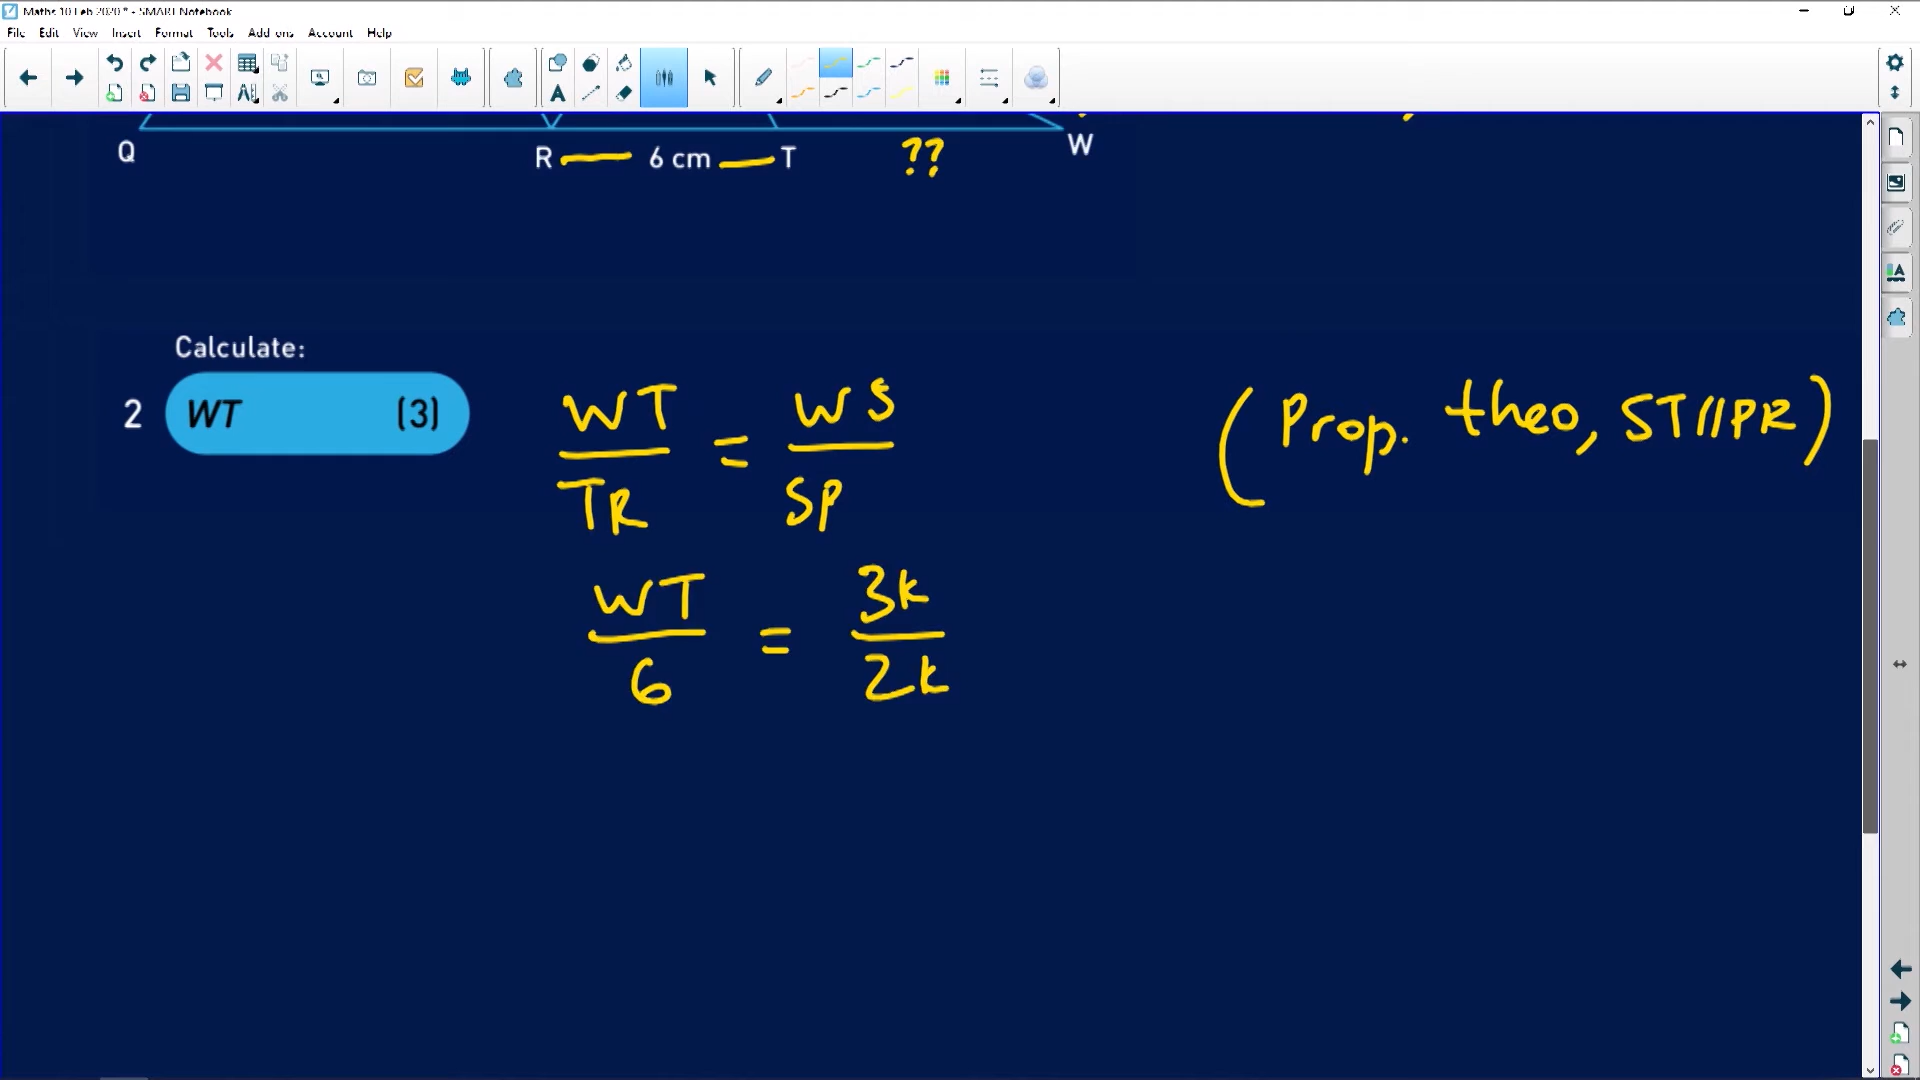 Maths 10 Feb 2020 * - SMART Notebook
File Edit View Insert Format Tools Add-ons Account Help
Q R 6 cm T ?? W
Calculate:
2 WT (3)
WT/TR = WS/SP (Prop. theo, ST//PR)
WT/6 = 3k/2k